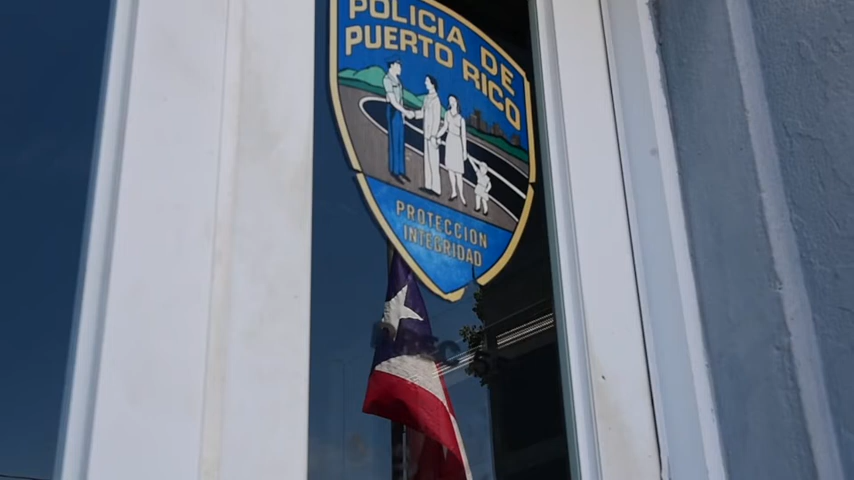 POLICIA DE
PUERTO RICO
PROTECCION
INTEGRIDAD